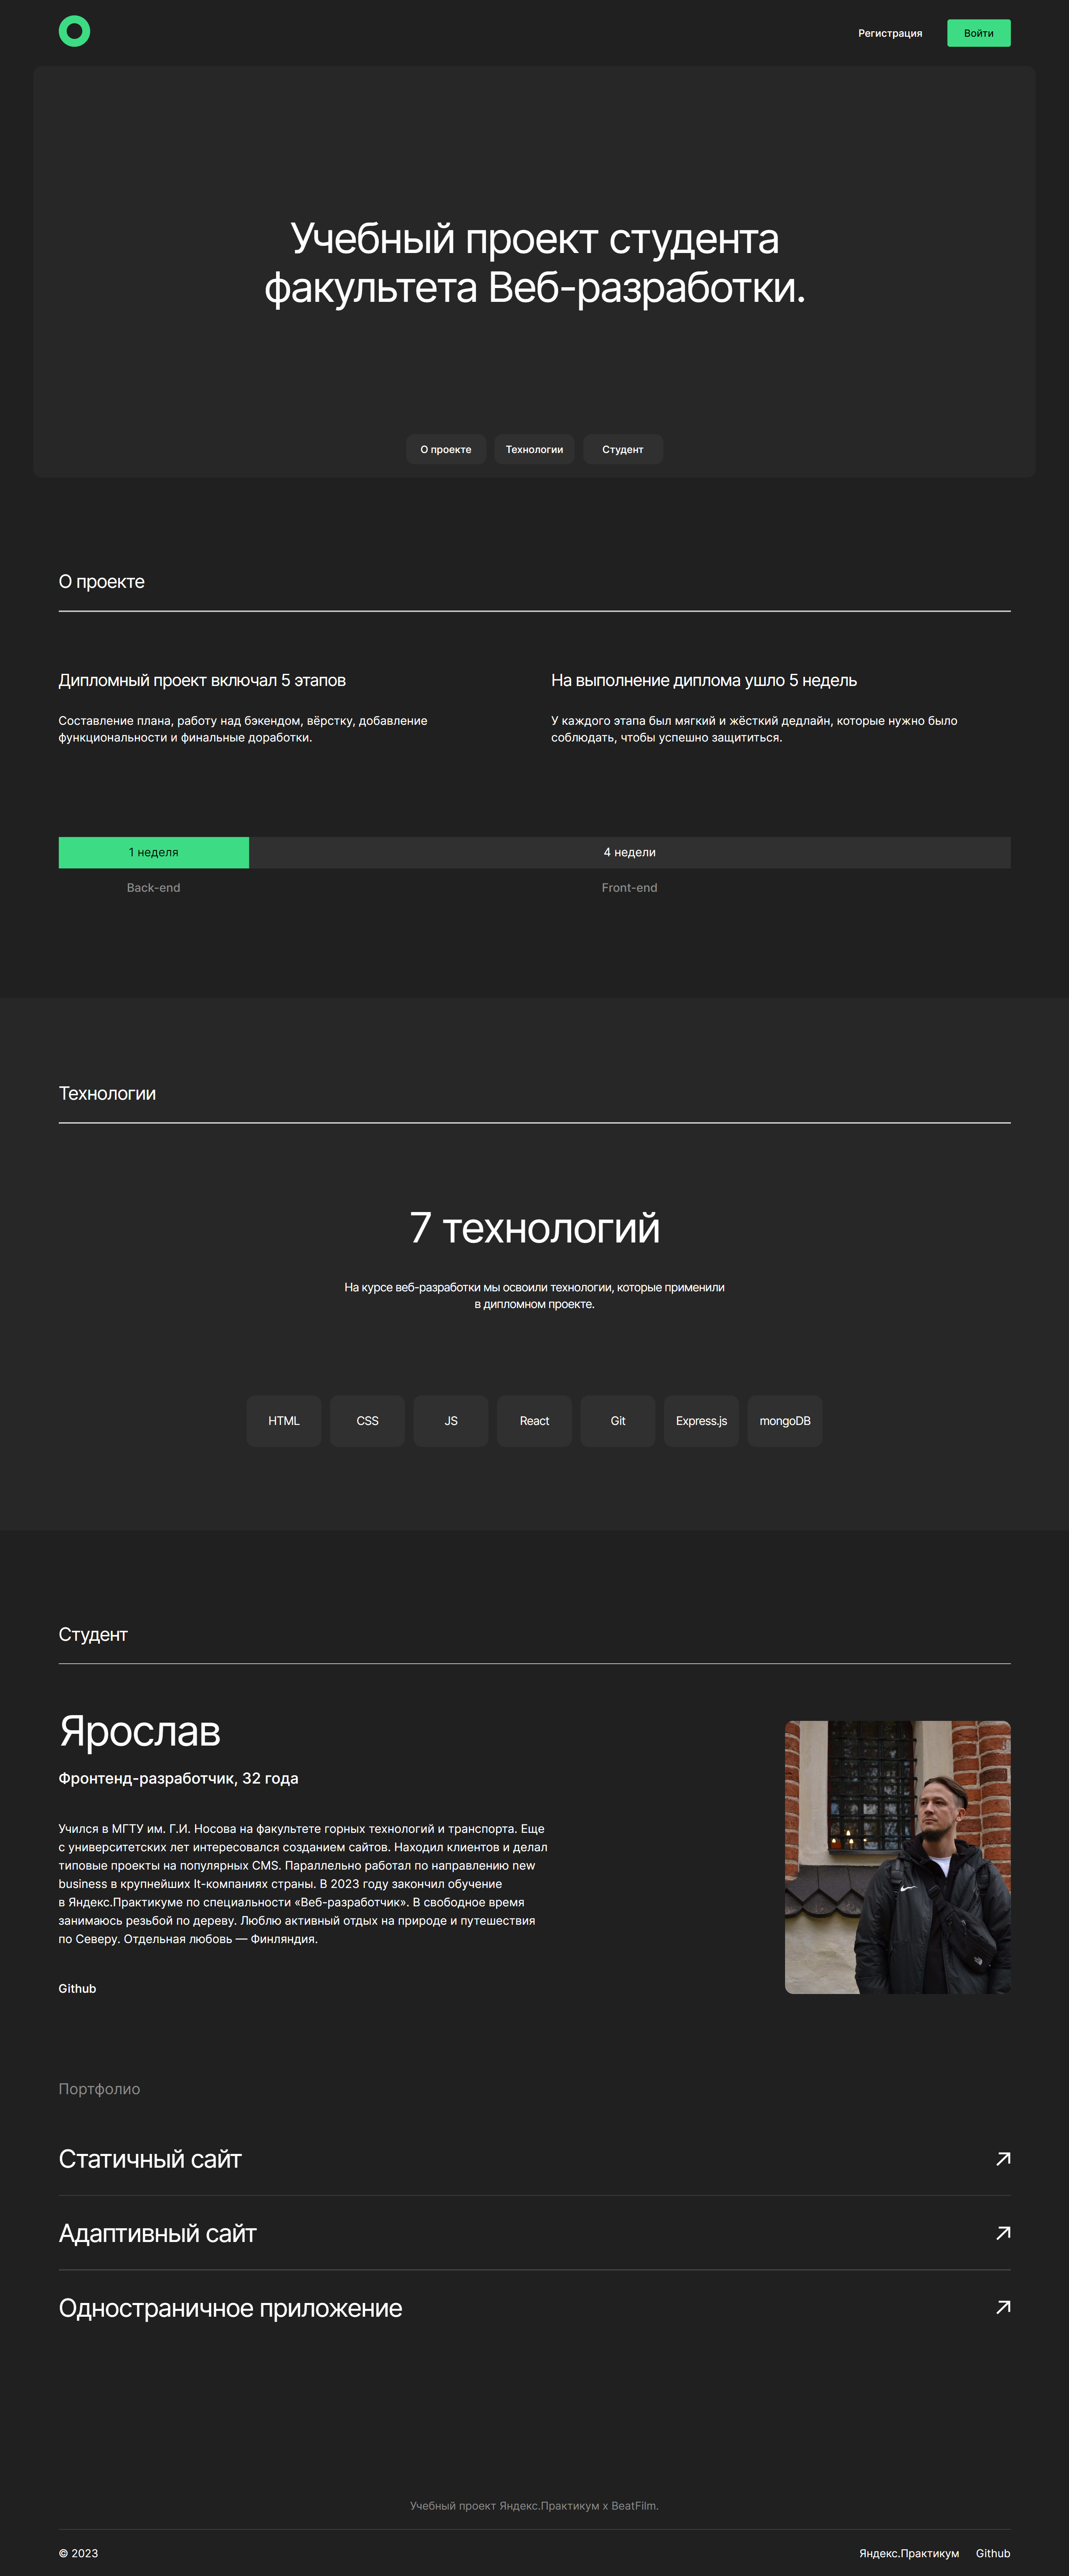 Регистрация
Войти
Учебный проект студента
факультета Веб-разработки.
О проекте
Технологии
Студент
О проекте
Дипломный проект включал 5 этапов
Составление плана, работу над бэкендом, вёрстку, добавление
функциональности и финальные доработки.
На выполнение диплома ушло 5 недель
У каждого этапа был мягкий и жёсткий дедлайн, которые нужно было
соблюдать, чтобы успешно защититься.
1 неделя
4 недели
Back-end
Front-end
Технологии
7 технологий
На курсе веб-разработки мы освоили технологии, которые применили
в дипломном проекте.
HTML
CSS
JS
React
Git
Express.js
mongoDB
Студент
Ярослав
Фронтенд-разработчик, 32 года
Учился в МГТУ им. Г.И. Носова на факультете горных технологий и транспорта. Еще
с университетских лет интересовался созданием сайтов. Находил клиентов и делал
типовые проекты на популярных CMS. Параллельно работал по направлению new
business в крупнейших It-компаниях страны. В 2023 году закончил обучение
в Яндекс.Практикуме по специальности «Веб-разработчик». В свободное время
занимаюсь резьбой по дереву. Люблю активный отдых на природе и путешествия
по Северу. Отдельная любовь — Финляндия.
Github
Портфолио
Статичный сайт
Адаптивный сайт
Одностраничное приложение
Учебный проект Яндекс.Практикум х BeatFilm.
© 2023
Яндекс.Практикум
Github